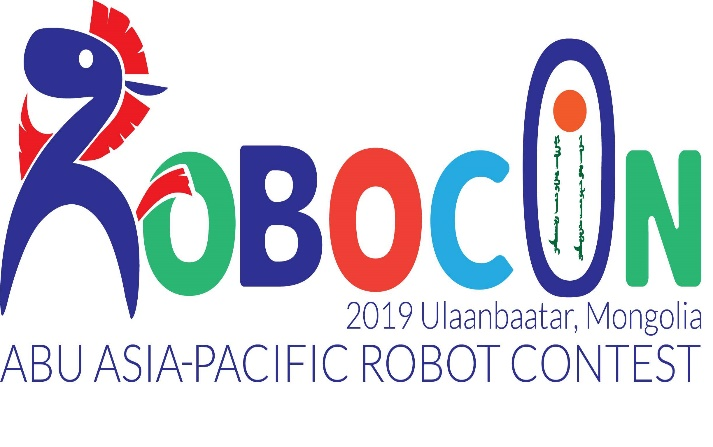 ROBOCON
2019 Ulaanbaatar, Mongolia
ABU ASIA-PACIFIC ROBOT CONTEST